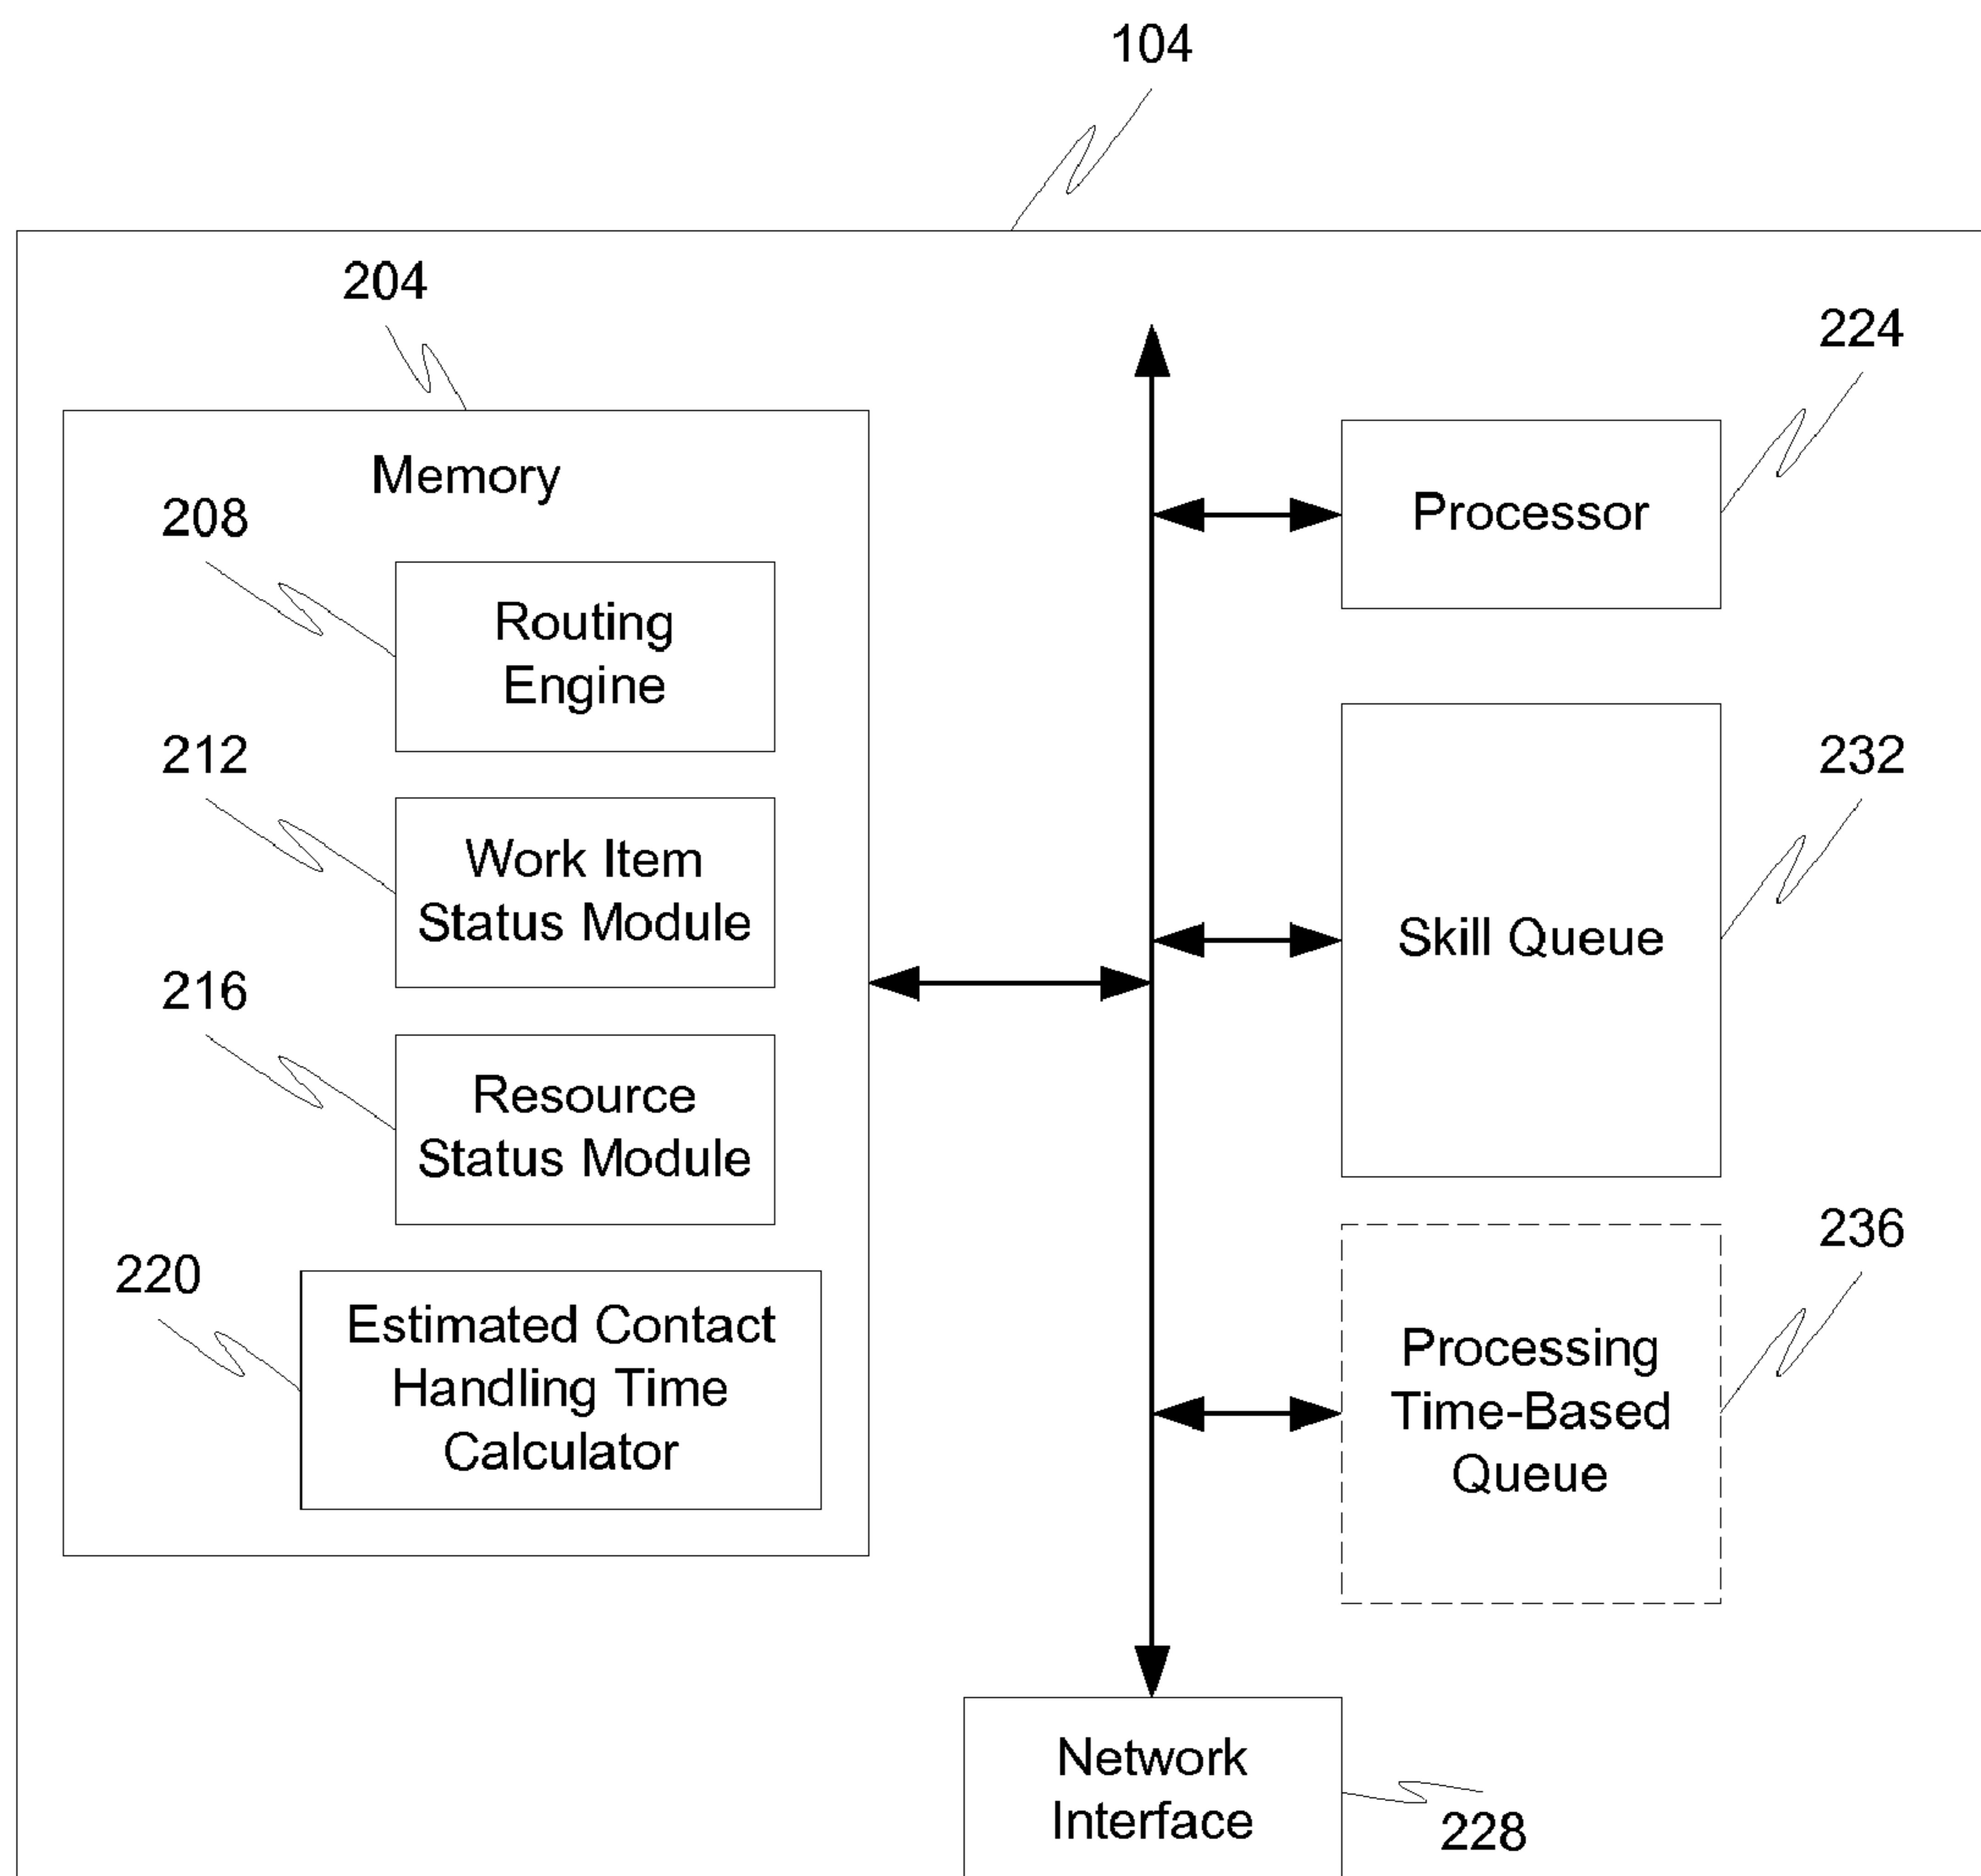 104
204
224
Memory
208
Processor
Routing
Engine
212
232
Work Item
Status Module
Skill Queue
216
Resource
Status Module
236
220
Estimated Contact
Handling Time
Calculator
Processing
Time-Based
Queue
Network
Interface
228